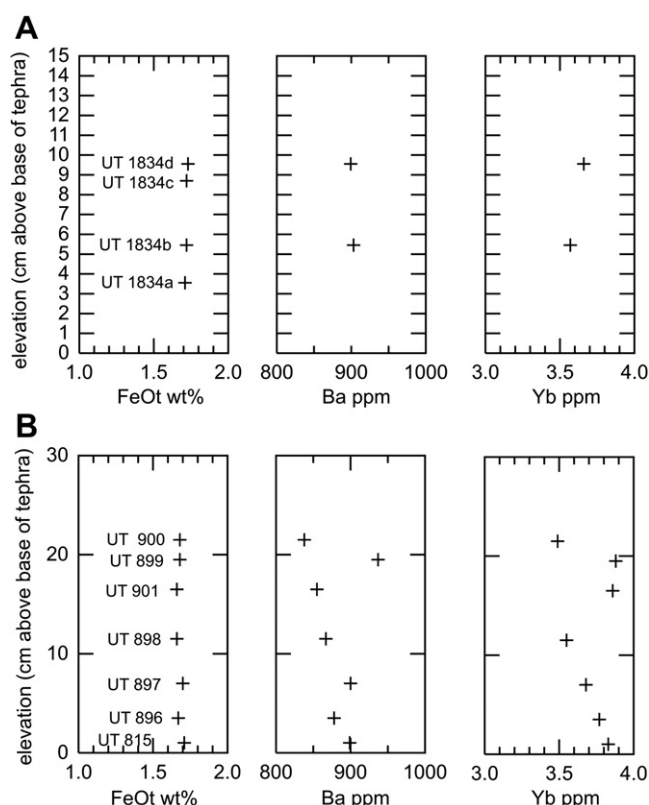 A
elevation (cm above base of tephra)
15
14
13
12
11
10
9
8
7
6
5
4
3
2
1
0
UT 1834d
UT 1834c
UT 1834b
UT 1834a
1.0 1.5 2.0
FeOt wt%
800 900 1000
Ba ppm
3.0 3.5 4.0
Yb ppm
B
elevation (cm above base of tephra)
30
20
10
0
UT 900
UT 899
UT 901
UT 898
UT 897
UT 896
UT 815
1.0 1.5 2.0
FeOt wt%
800 900 1000
Ba ppm
3.0 3.5 4.0
Yb ppm